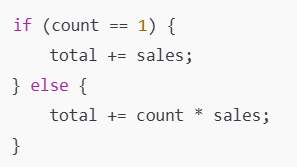 if (count == 1) {
    total += sales;
} else {
    total += count * sales;
}